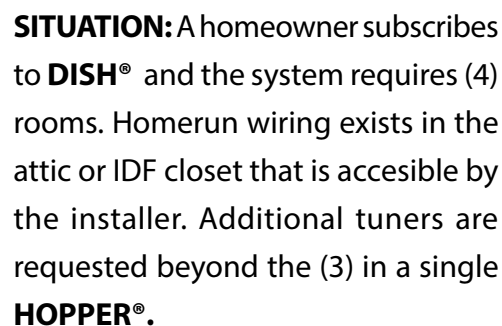 SITUATION: A homeowner subscribes
to DISH® and the system requires (4)
rooms. Homerun wiring exists in the
attic or IDF closet that is accesible by
the installer. Additional tuners are
requested beyond the (3) in a single
HOPPER®.